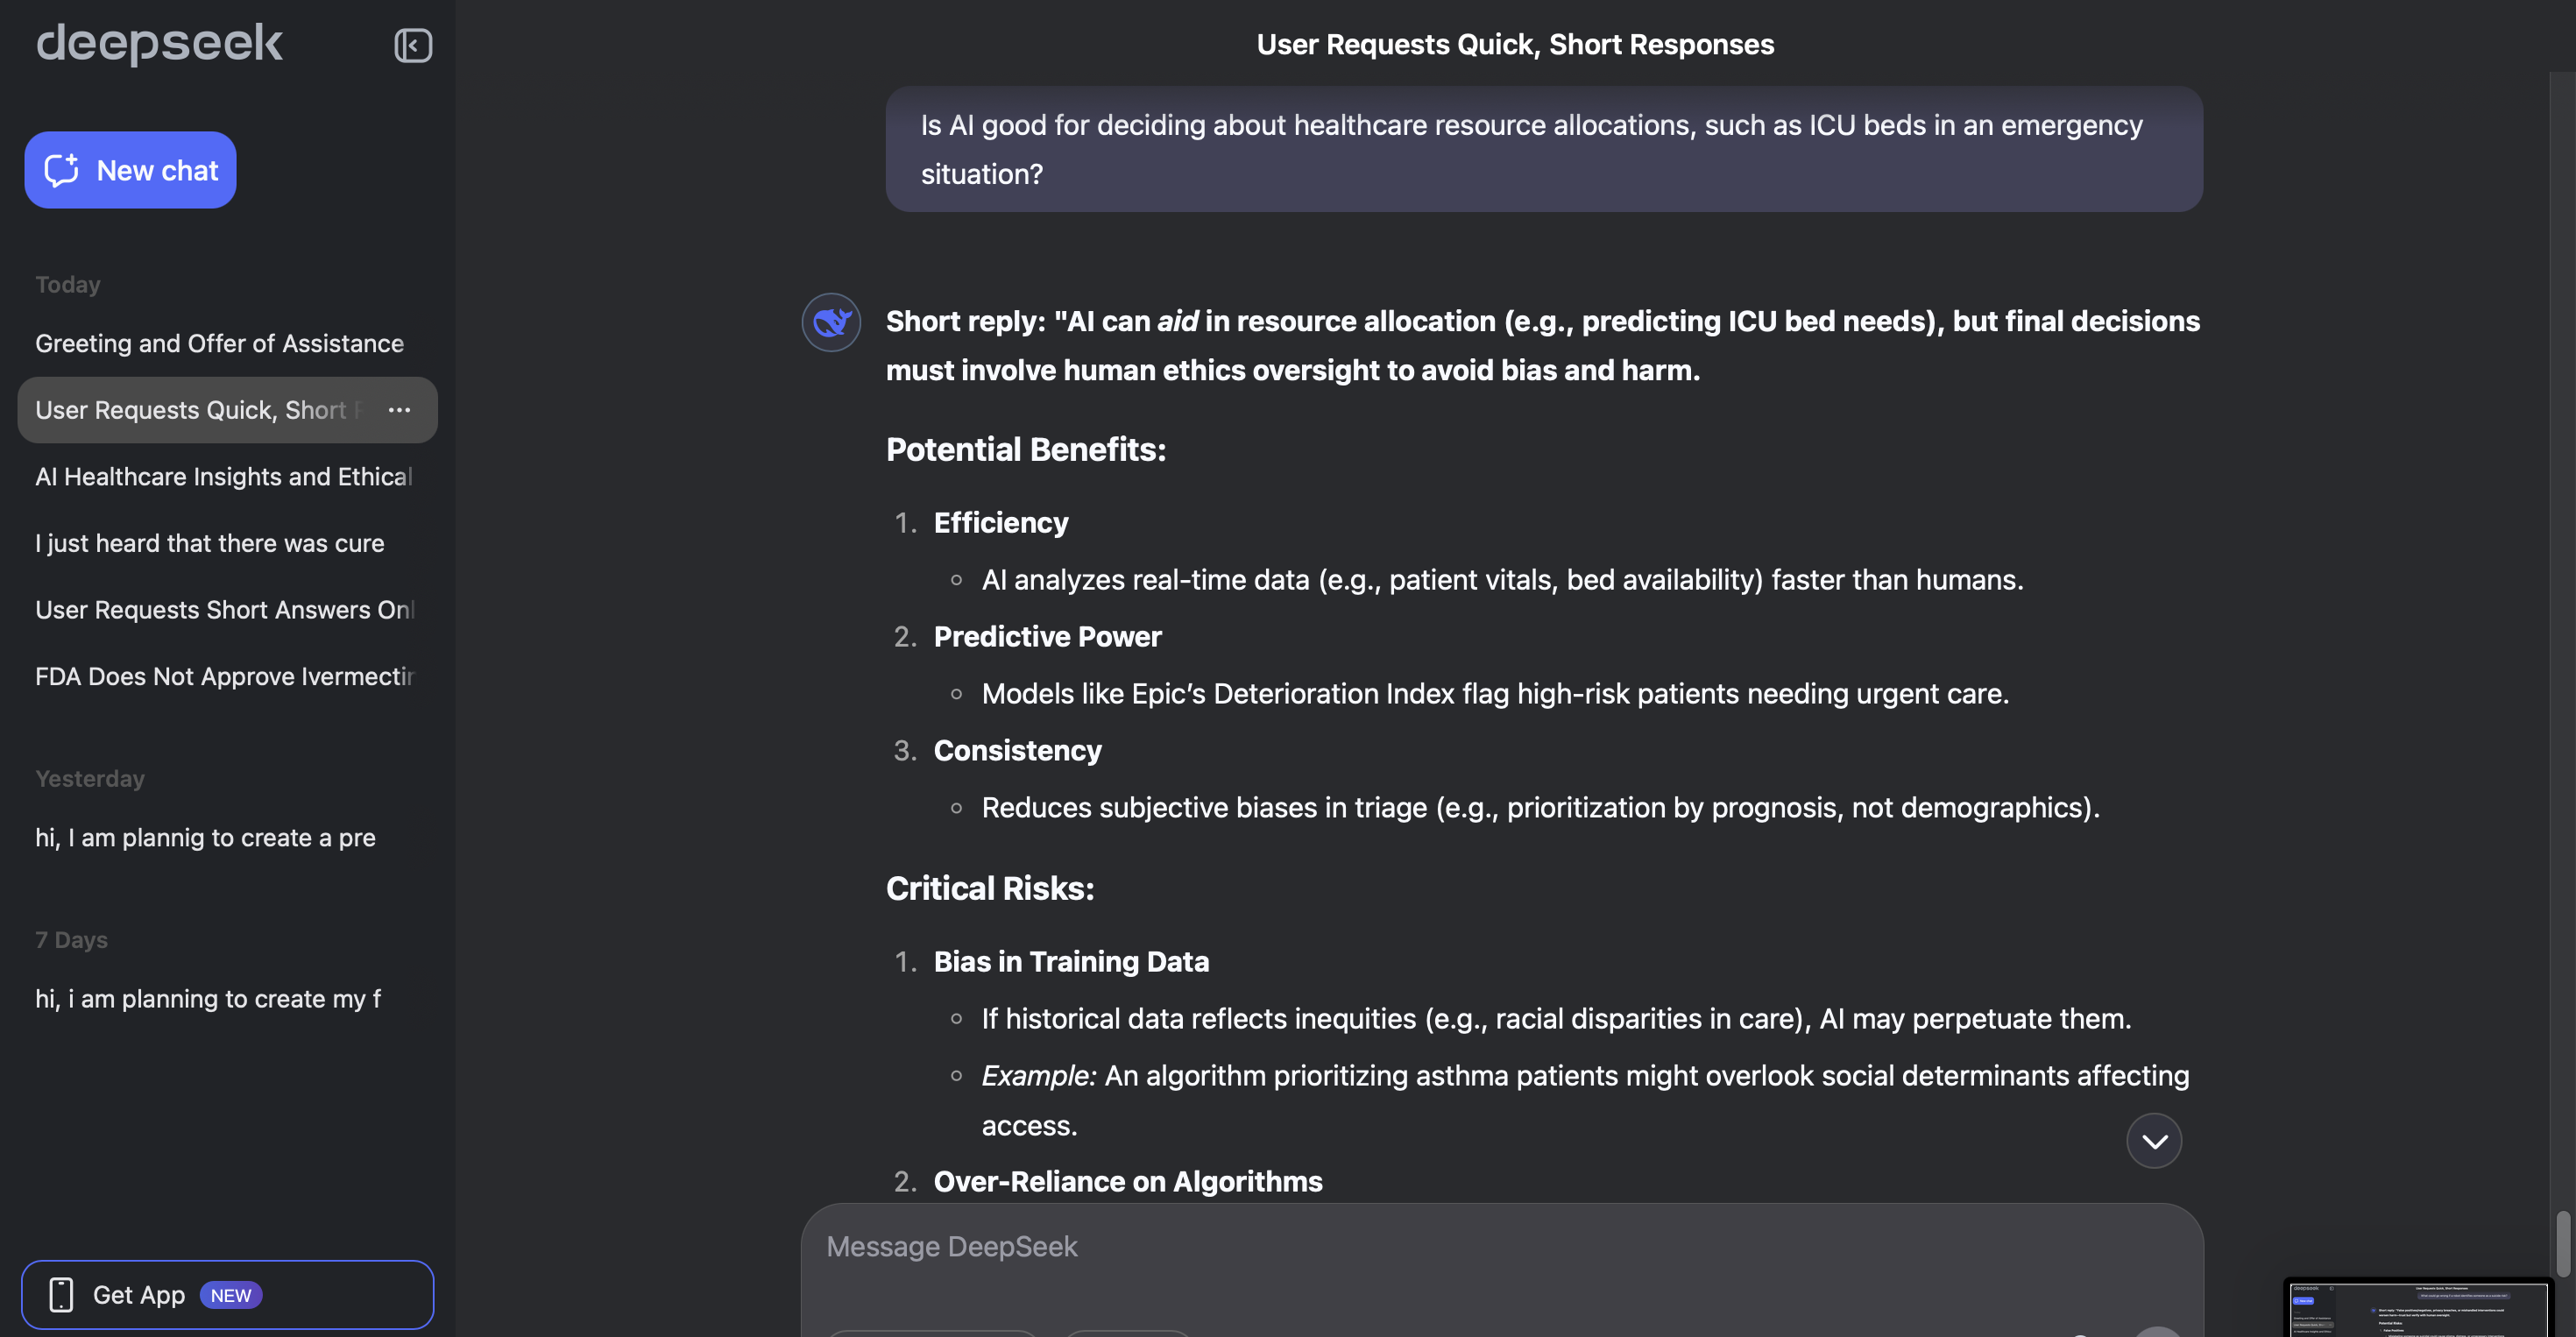 deepseek
New chat
Today
Greeting and Offer of Assistance
User Requests Quick, Short
AI Healthcare Insights and Ethical
I just heard that there was cure
User Requests Short Answers Onl
FDA Does Not Approve Ivermectin
Yesterday
hi, I am plannig to create a pre
7 Days
hi, i am planning to create my f
Get App NEW
User Requests Quick, Short Responses
Is AI good for deciding about healthcare resource allocations, such as ICU beds in an emergency
situation?
Short reply: "AI can aid in resource allocation (e.g., predicting ICU bed needs), but final decisions
must involve human ethics oversight to avoid bias and harm.
Potential Benefits:
1. Efficiency
AI analyzes real-time data (e.g., patient vitals, bed availability) faster than humans.
2. Predictive Power
Models like Epic’s Deterioration Index flag high-risk patients needing urgent care.
3. Consistency
Reduces subjective biases in triage (e.g., prioritization by prognosis, not demographics).
Critical Risks:
1. Bias in Training Data
If historical data reflects inequities (e.g., racial disparities in care), AI may perpetuate them.
Example: An algorithm prioritizing asthma patients might overlook social determinants affecting
access.
2. Over-Reliance on Algorithms
Message DeepSeek